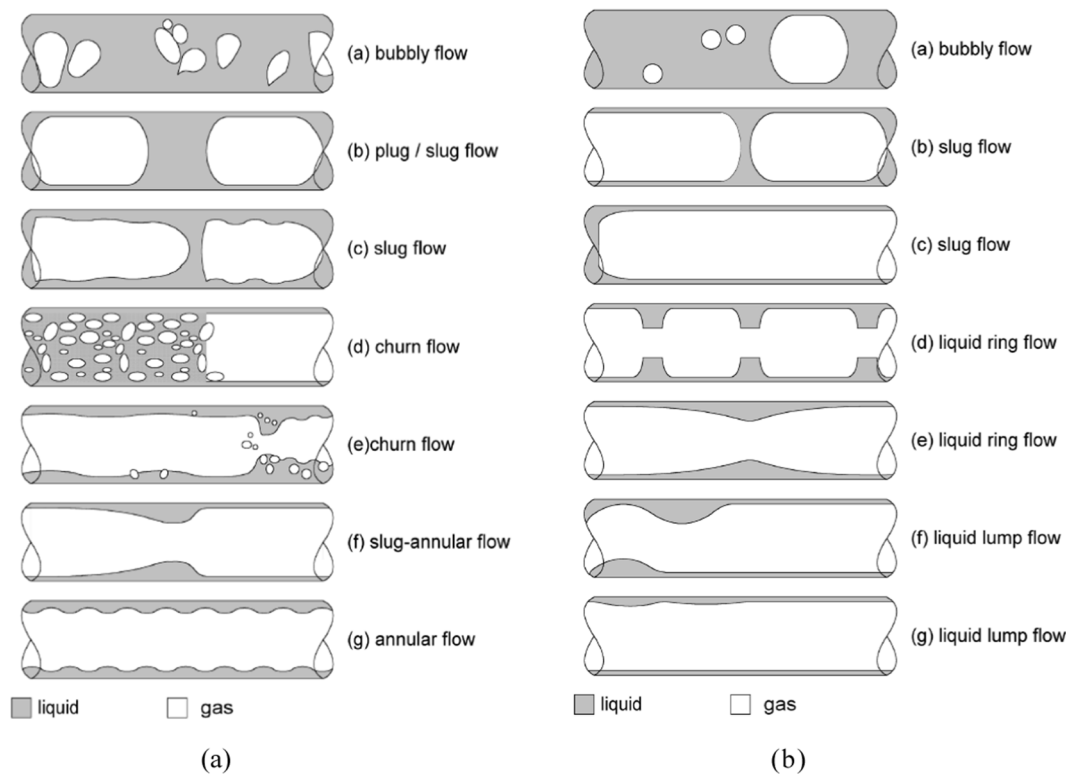 (a) bubbly flow
(b) plug / slug flow
(c) slug flow
(d) churn flow
(e)churn flow
(f) slug-annular flow
(g) annular flow
liquid
gas
(a)
(a) bubbly flow
(b) slug flow
(c) slug flow
(d) liquid ring flow
(e) liquid ring flow
(f) liquid lump flow
(g) liquid lump flow
liquid
gas
(b)